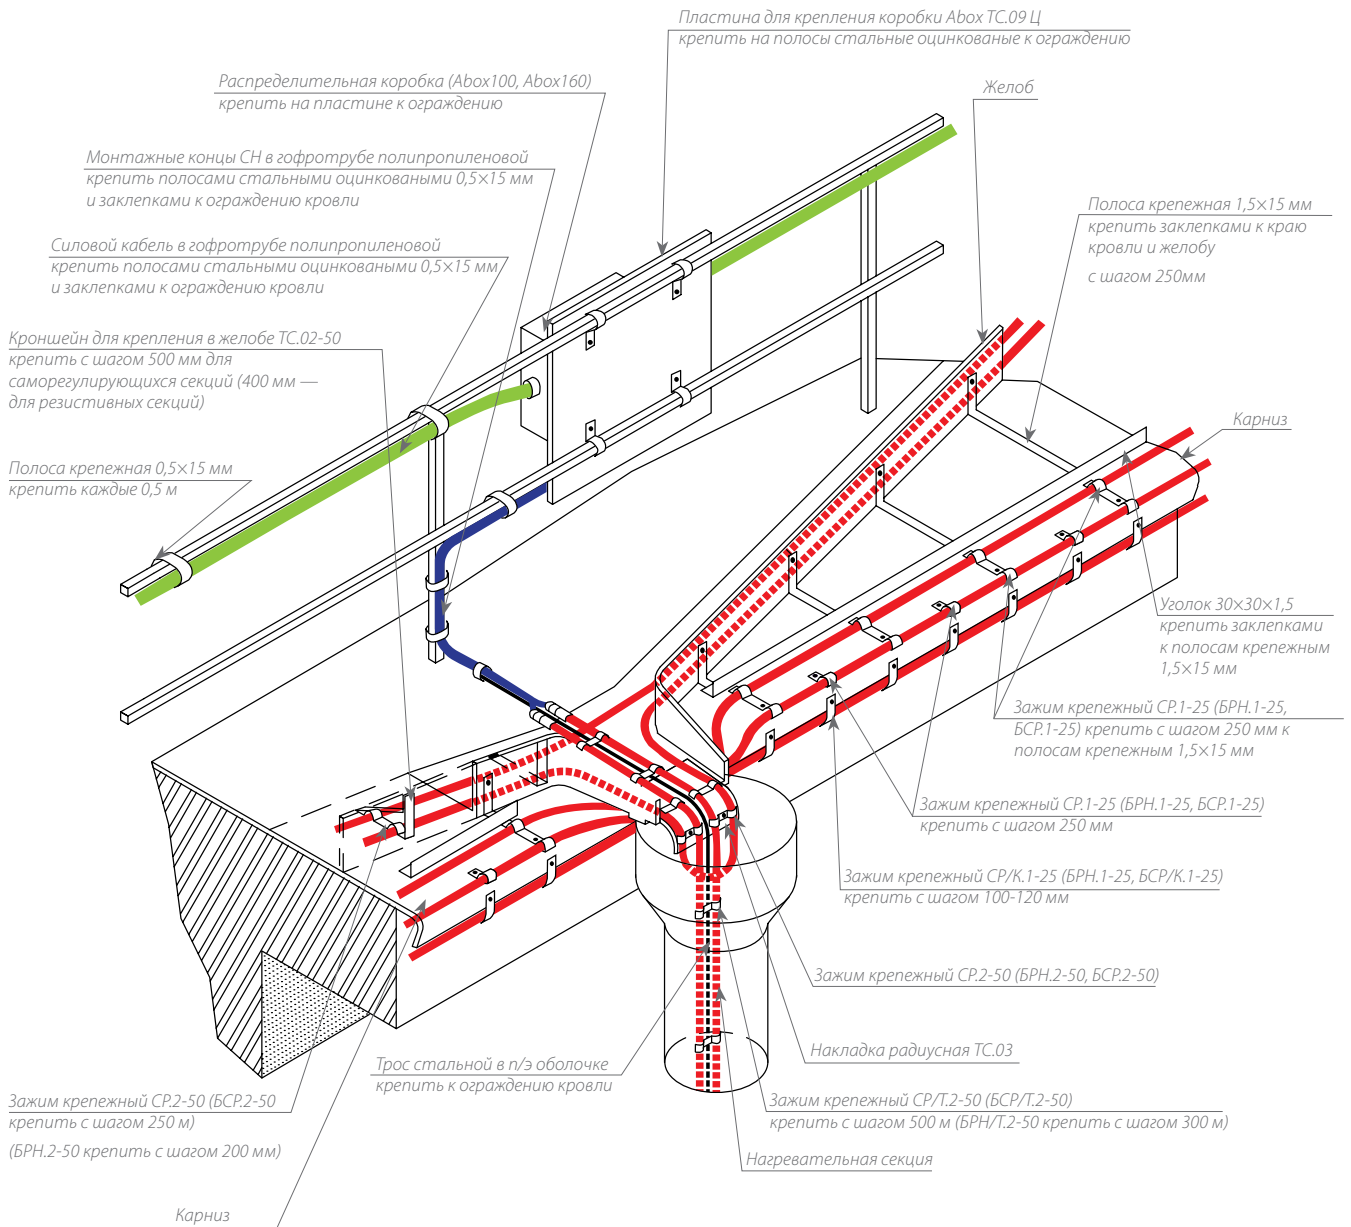 Пластина для крепления коробки Abox ТС.09 Ц
крепить на полосы стальные оцинкованые к ограждению
Распределительная коробка (Abox100, Abox160)
крепить на пластине к ограждению
Желоб
Монтажные концы СН в гофротрубе полипропиленовой
крепить полосами стальными оцинковаными 0,5×15 мм
и заклепками к ограждению кровли
Полоса крепежная 1,5×15 мм
крепить заклепками к краю
кровли и желобу
с шагом 250мм
Силовой кабель в гофротрубе полипропиленовой
крепить полосами стальными оцинковаными 0,5×15 мм
и заклепками к ограждению кровли
Кроншейн для крепления в желобе ТС.02-50
крепить с шагом 500 мм для
саморегулирующихся секций (400 мм —
для резистивных секций)
Карниз
Полоса крепежная 0,5×15 мм
крепить каждые 0,5 м
Уголок 30×30×1,5
крепить заклепками
к полосам крепежным
1,5×15 мм
Зажим крепежный СР.1-25 (БРН.1-25,
БСР.1-25) крепить с шагом 250 мм к
полосам крепежным 1,5×15 мм
Зажим крепежный СР.1-25 (БРН.1-25, БСР.1-25)
крепить с шагом 250 мм
Зажим крепежный СР/К.1-25 (БРН.1-25, БСР/К.1-25)
крепить с шагом 100-120 мм
Зажим крепежный СР.2-50 (БРН.2-50, БСР.2-50)
Накладка радиусная ТС.03
Трос стальной в п/э оболочке
крепить к ограждению кровли
Зажим крепежный СР.2-50 (БСР.2-50
крепить с шагом 250 м)
(БРН.2-50 крепить с шагом 200 мм)
Зажим крепежный СР/Т.2-50 (БСР/Т.2-50)
крепить с шагом 500 м (БРН/Т.2-50 крепить с шагом 300 м)
Нагревательная секция
Карниз